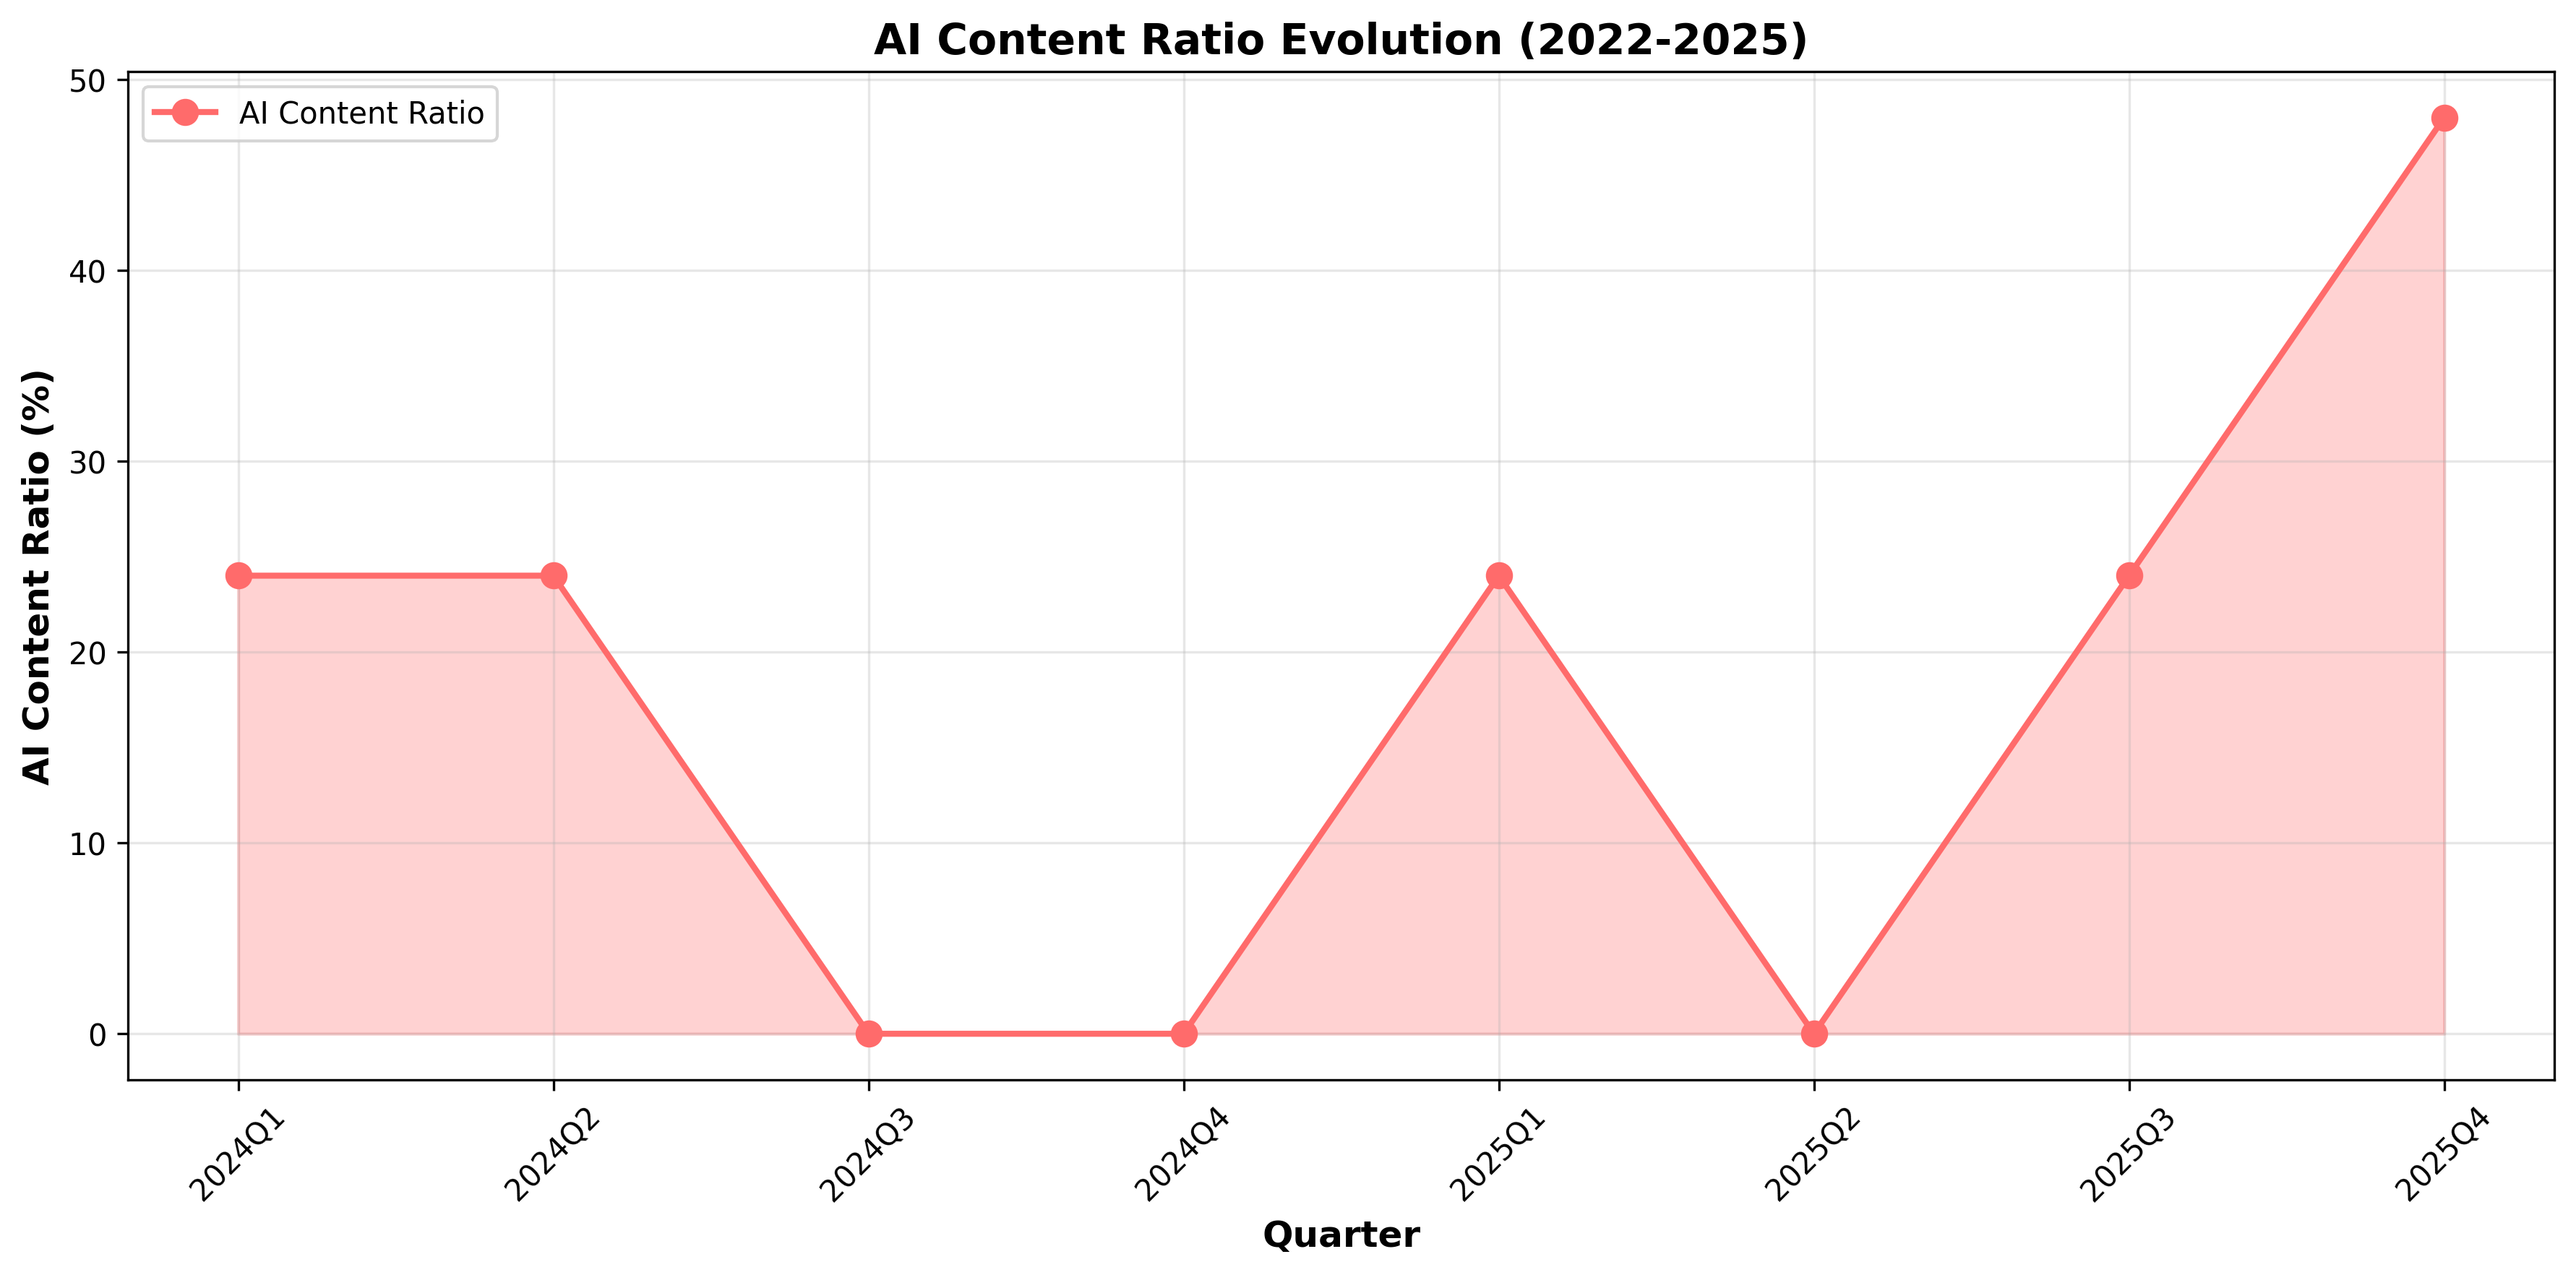 AI Content Ratio Evolution (2022-2025)
AI Content Ratio
AI Content Ratio (%)
50
40
30
20
10
0
2024Q1
2024Q2
2024Q3
2024Q4
2025Q1
2025Q2
2025Q3
2025Q4
Quarter